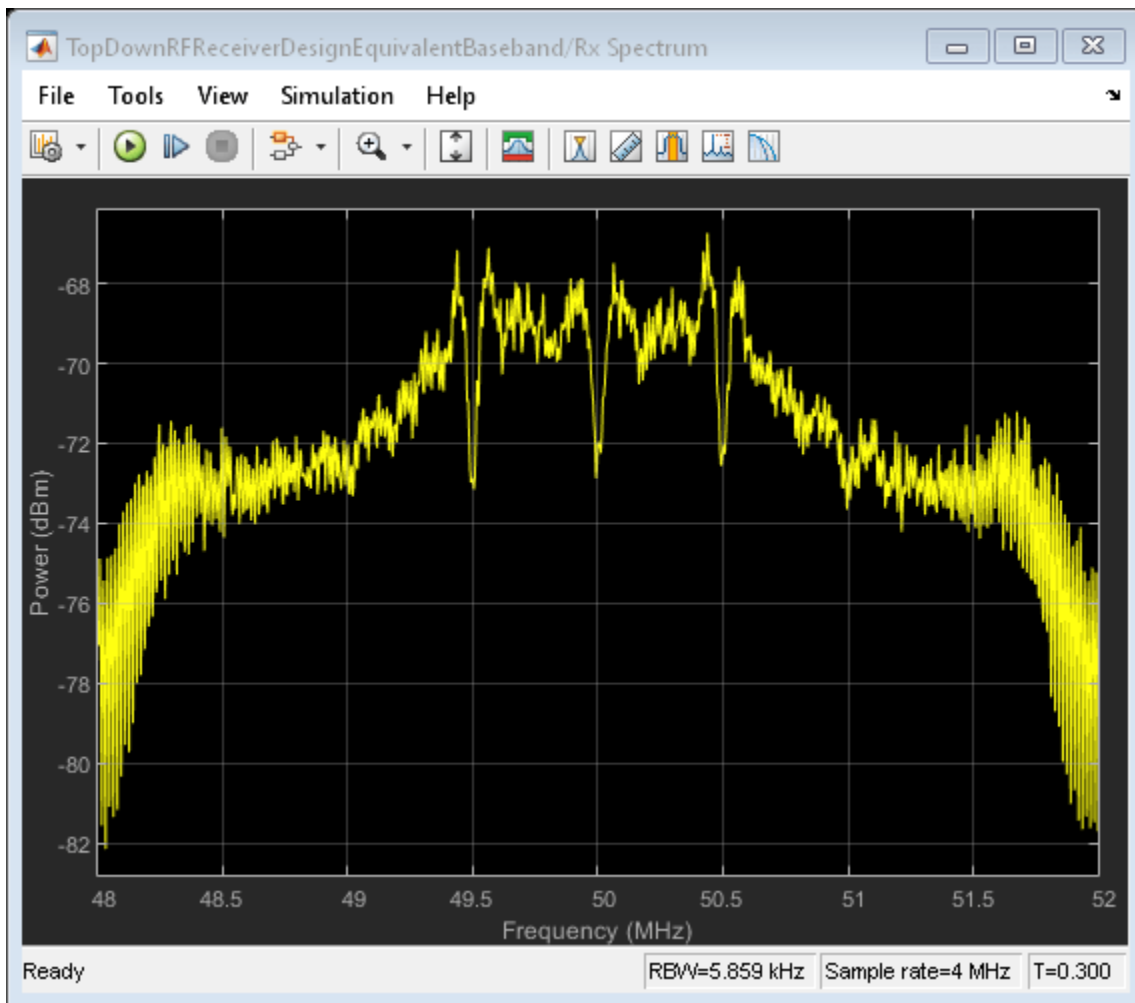 TopDownRFReceiverDesignEquivalentBaseband/Rx Spectrum
File Tools View Simulation Help
-68
-70
-72
-74
-76
-78
-80
-82
Power (dBm)
48 48.5 49 49.5 50 50.5 51 51.5 52
Frequency (MHz)
Ready RBW=5.859 kHz Sample rate=4 MHz T=0.300